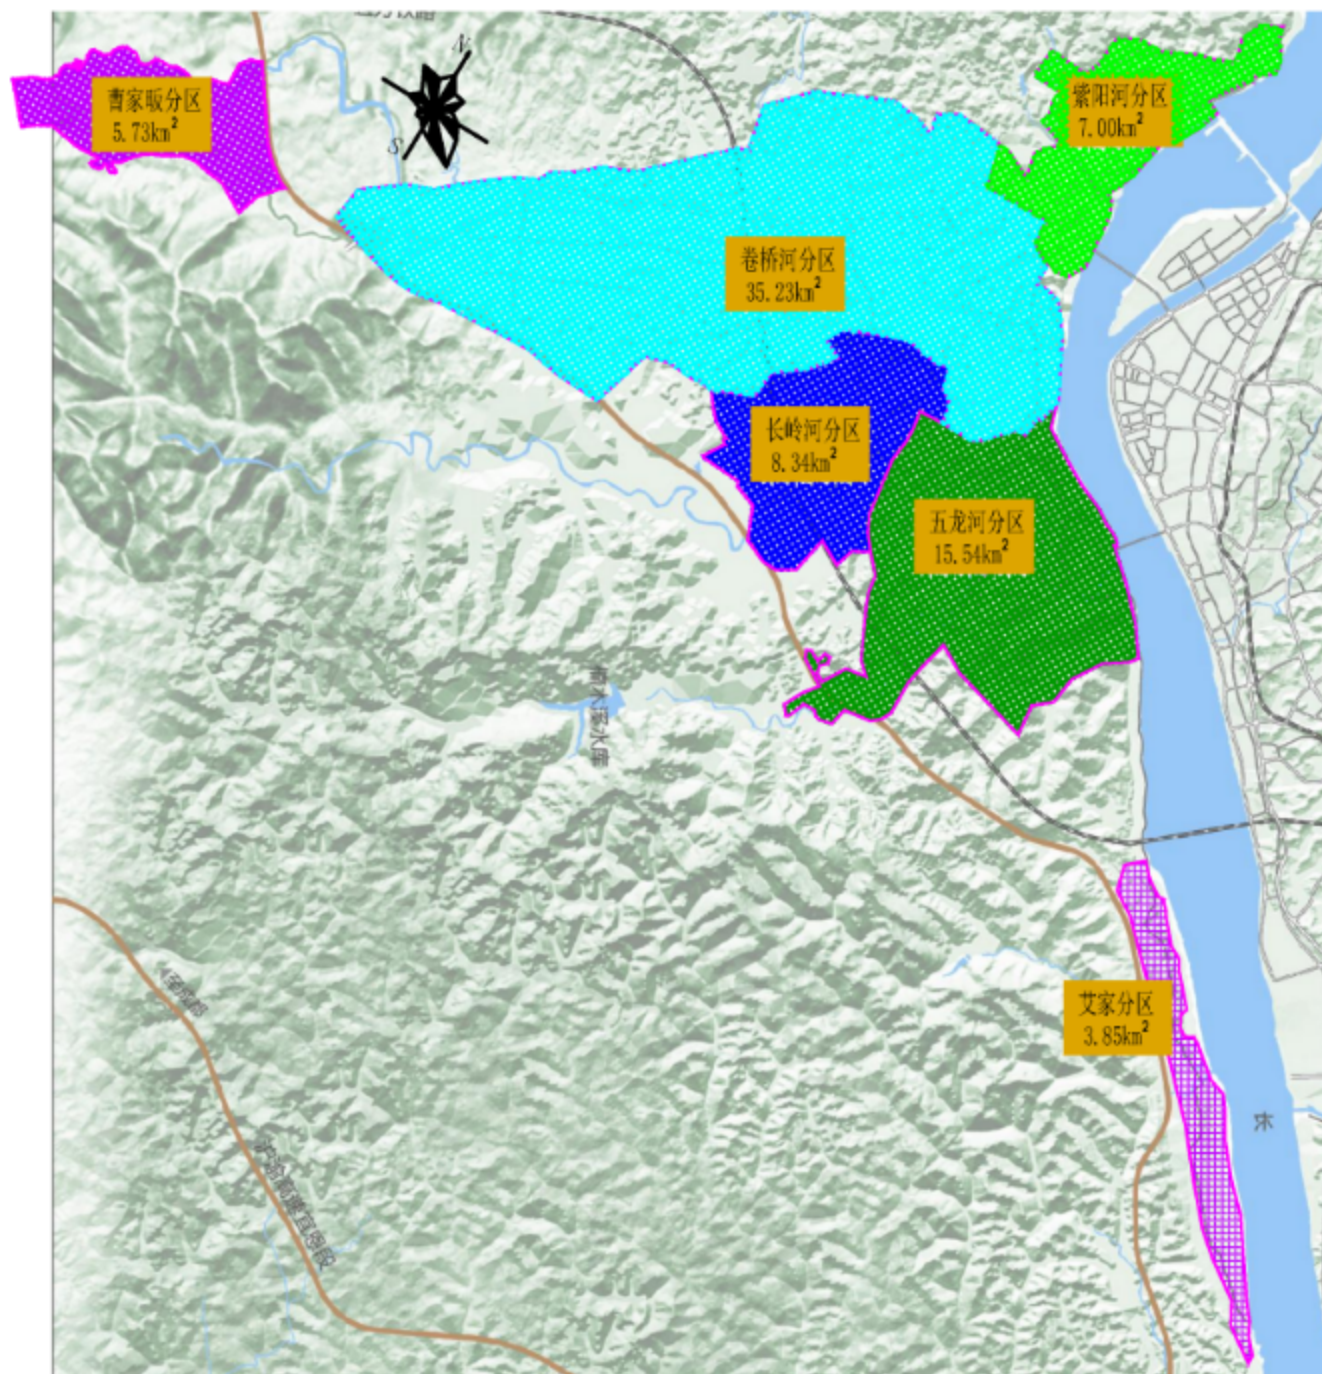 N
S
曹家畈分区
5.73km²
紫阳河分区
7.00km²
卷桥河分区
35.23km²
长岭河分区
8.34km²
五龙河分区
15.54km²
艾家分区
3.85km²